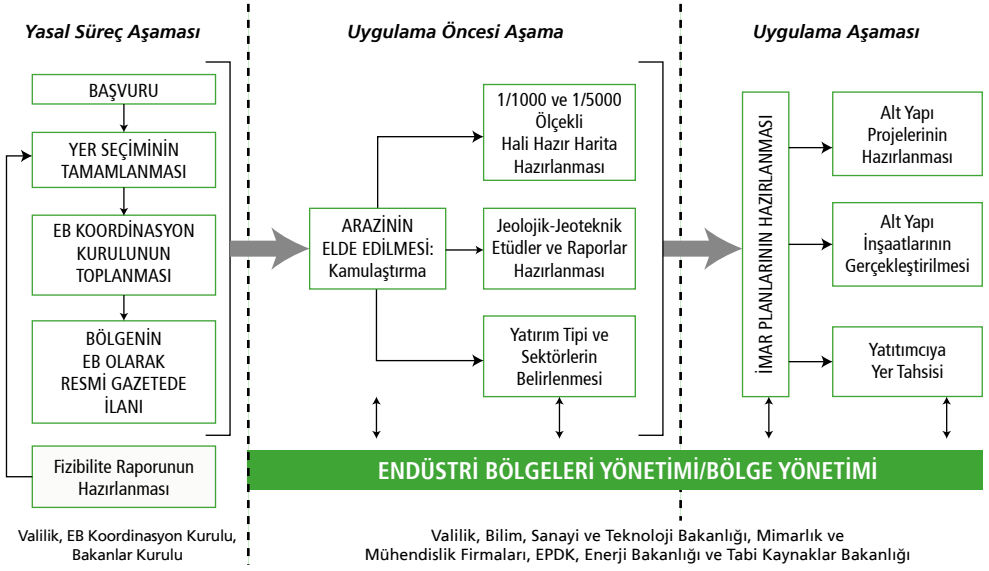 Yasal Süreç Aşaması
BAŞVURU
YER SEÇİMİNİN
TAMAMLANMASI
EB KOORDİNASYON
KURULUNUN
TOPLANMASI
BÖLGENİN
EB OLARAK
RESMİ GAZETEDE
İLANI
Fizibilite Raporunun
Hazırlanması
Valilik, EB Koordinasyon Kurulu,
Bakanlar Kurulu
Uygulama Öncesi Aşama
ARAZİNİN
ELDE EDİLMESİ:
Kamulaştırma
1/1000 ve 1/5000
Ölçekli
Hali Hazır Harita
Hazırlanması
Jeolojik-Jeoteknik
Etüdler ve Raporlar
Hazırlanması
Yatırım Tipi ve
Sektörlerin
Belirlenmesi
Uygulama Aşaması
İMAR PLANLARININ HAZIRLANMASI
Alt Yapı
Projelerinin
Hazırlanması
Alt Yapı
İnşaatlarının
Gerçekleştirilmesi
Yatıtımcıya
Yer Tahsisi
ENDÜSTRİ BÖLGELERİ YÖNETİMİ/BÖLGE YÖNETİMİ
Valilik, Bilim, Sanayi ve Teknoloji Bakanlığı, Mimarlık ve
Mühendislik Firmaları, EPDK, Enerji Bakanlığı ve Tabi Kaynaklar Bakanlığı